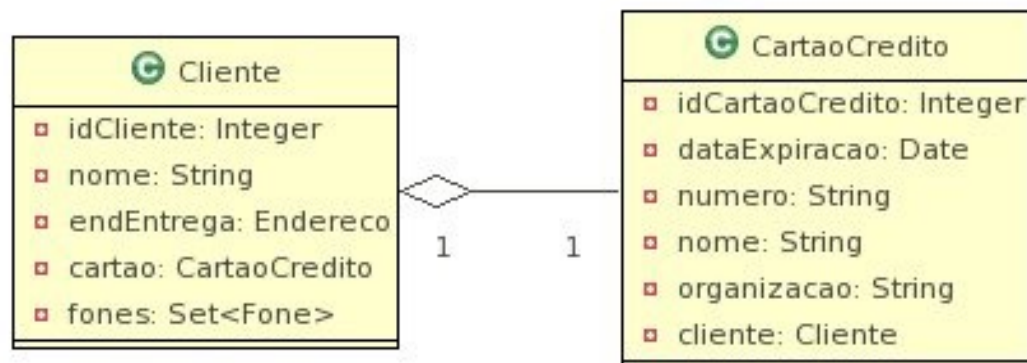 C Cliente
idCliente: Integer
nome: String
endEntrega: Endereco
cartao: CartaoCredito
fones: Set<Fone>
1
1
C CartaoCredito
idCartaoCredito: Integer
dataExpiracao: Date
numero: String
nome: String
organizacao: String
cliente: Cliente